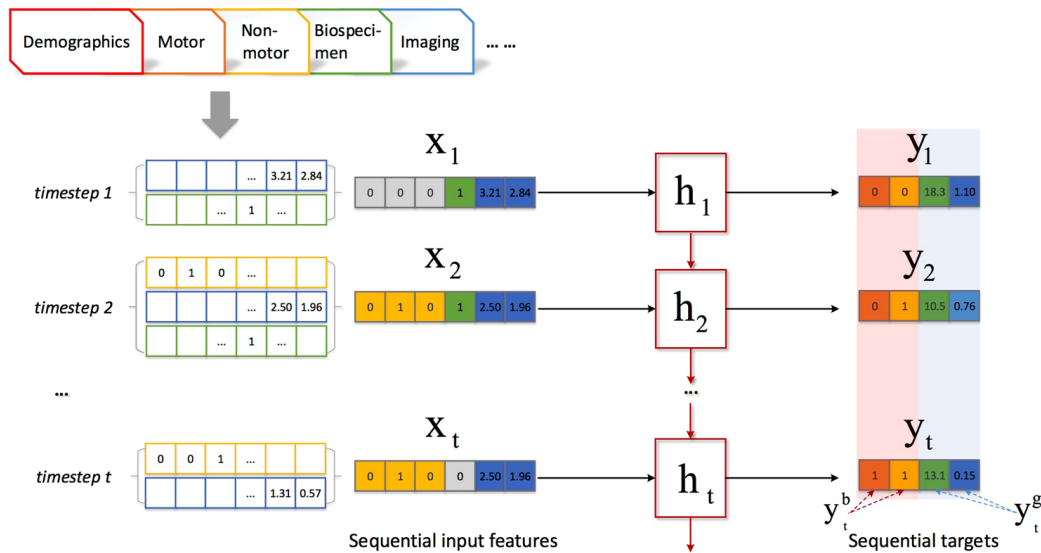 Demographics Motor Non-motor Biospeci-men Imaging ... ...
x1 y1
timestep 1 ... 3.21 2.84 0 0 0 1 3.21 2.84 h1 0 0 18.3 1.10
... 1 ...
x2 y2
0 1 0 ...
timestep 2 ... 2.50 1.96 0 1 0 1 2.50 1.96 h2 0 1 10.5 0.76
... 1 ...
... ...
xt yt
0 0 1 ...
timestep t 0 1 0 0 2.50 1.96 ht 1 1 13.1 0.15
... 1.31 0.57
y b t y g t
Sequential input features Sequential targets